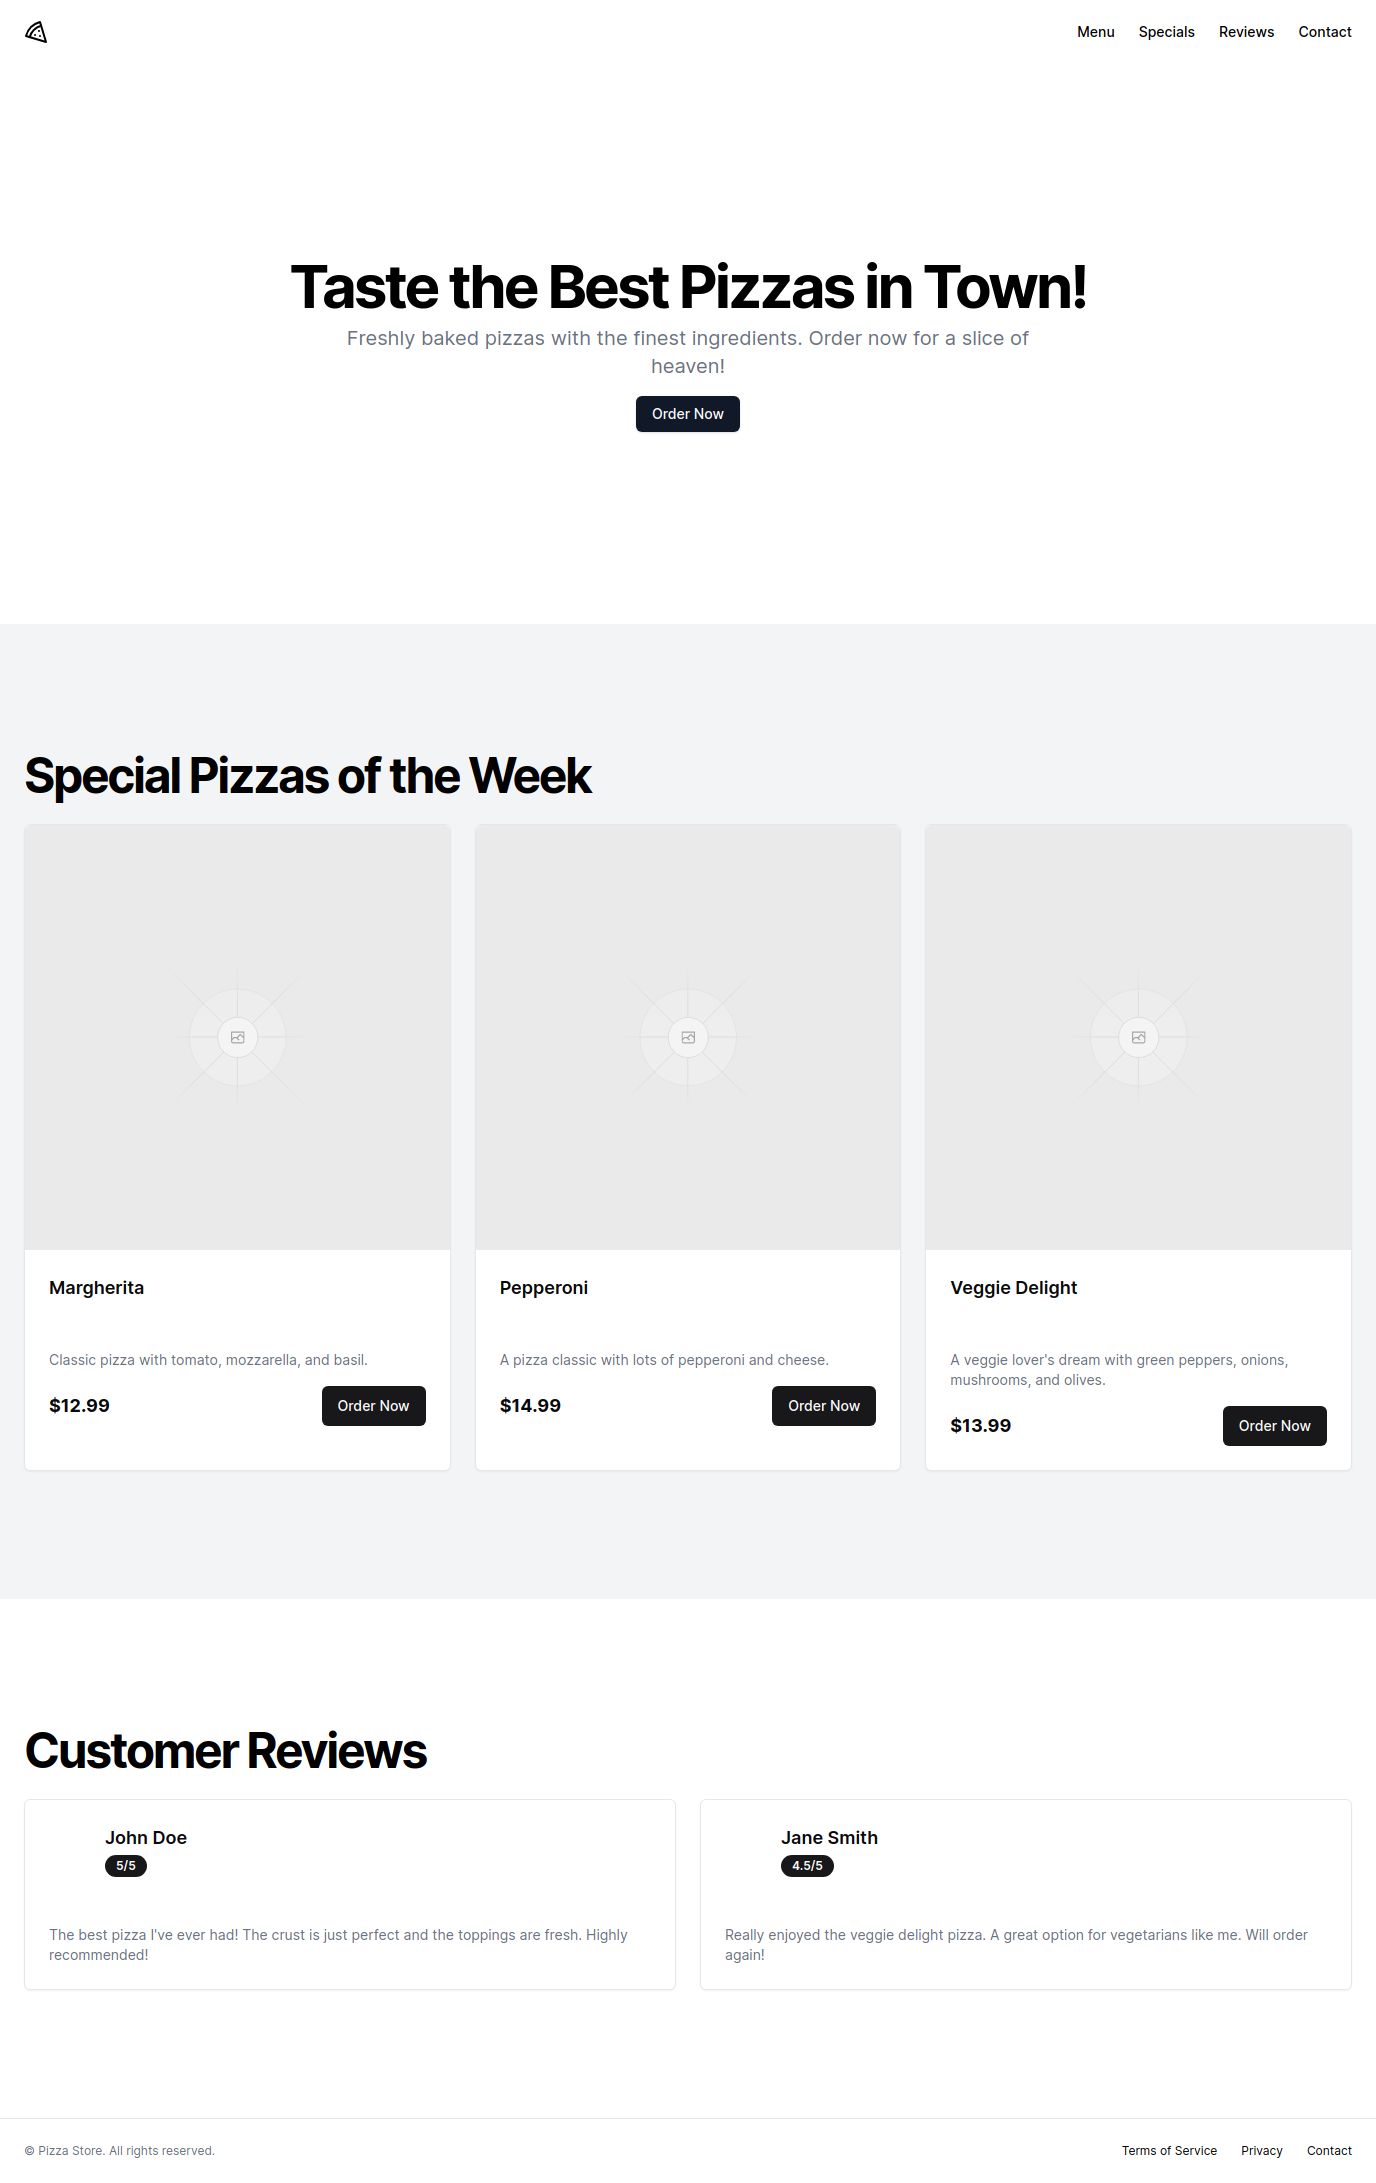 Menu Specials Reviews Contact
Taste the Best Pizzas in Town!
Freshly baked pizzas with the finest ingredients. Order now for a slice of
heaven!
Order Now
Special Pizzas of the Week
Margherita
Classic pizza with tomato, mozzarella, and basil.
$12.99
Order Now
Pepperoni
A pizza classic with lots of pepperoni and cheese.
$14.99
Order Now
Veggie Delight
A veggie lover's dream with green peppers, onions,
mushrooms, and olives.
$13.99
Order Now
Customer Reviews
John Doe
5/5
The best pizza I've ever had! The crust is just perfect and the toppings are fresh. Highly
recommended!
Jane Smith
4.5/5
Really enjoyed the veggie delight pizza. A great option for vegetarians like me. Will order
again!
© Pizza Store. All rights reserved.
Terms of Service Privacy Contact